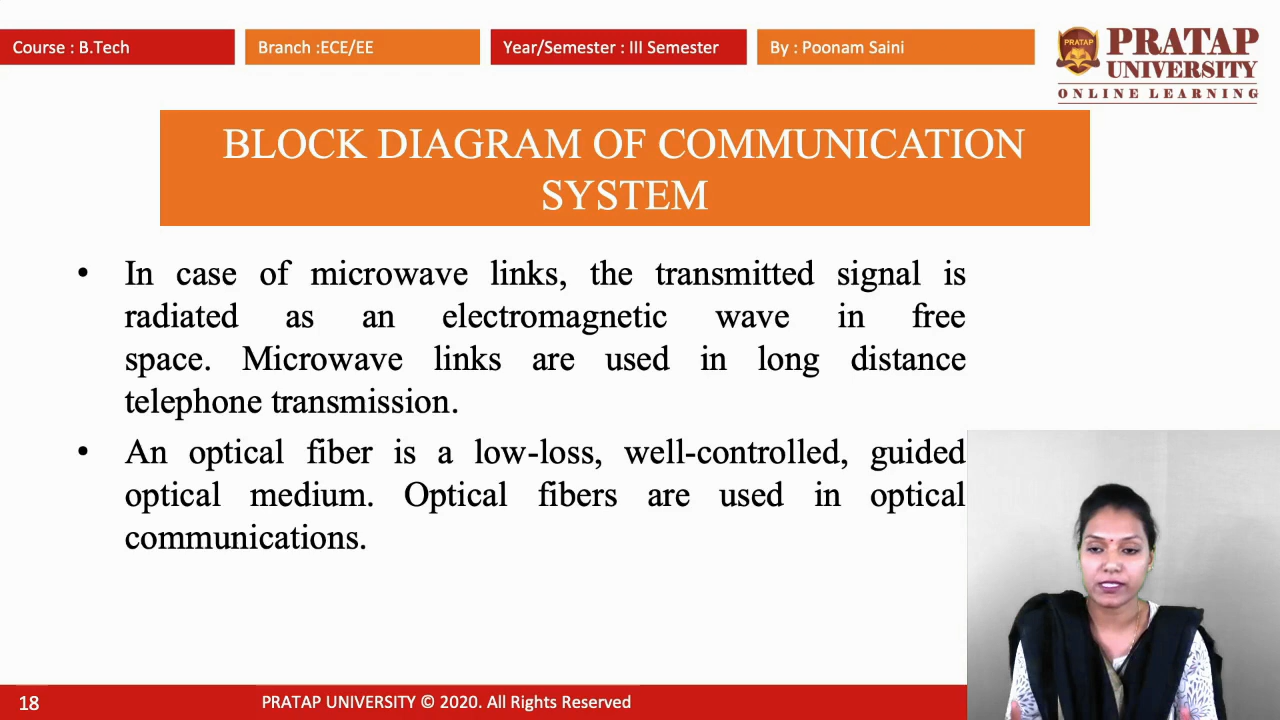 Course : B.Tech
Branch :ECE/EE
Year/Semester : III Semester
By : Poonam Saini
PRATAP
PRATAP
UNIVERSITY
ONLINE LEARNING
BLOCK DIAGRAM OF COMMUNICATION
SYSTEM
• In case of microwave links, the transmitted signal is
radiated as an electromagnetic wave in free
space. Microwave links are used in long distance
telephone transmission.
• An optical fiber is a low-loss, well-controlled, guided
optical medium. Optical fibers are used in optical
communications.
18
PRATAP UNIVERSITY © 2020. All Rights Reserved